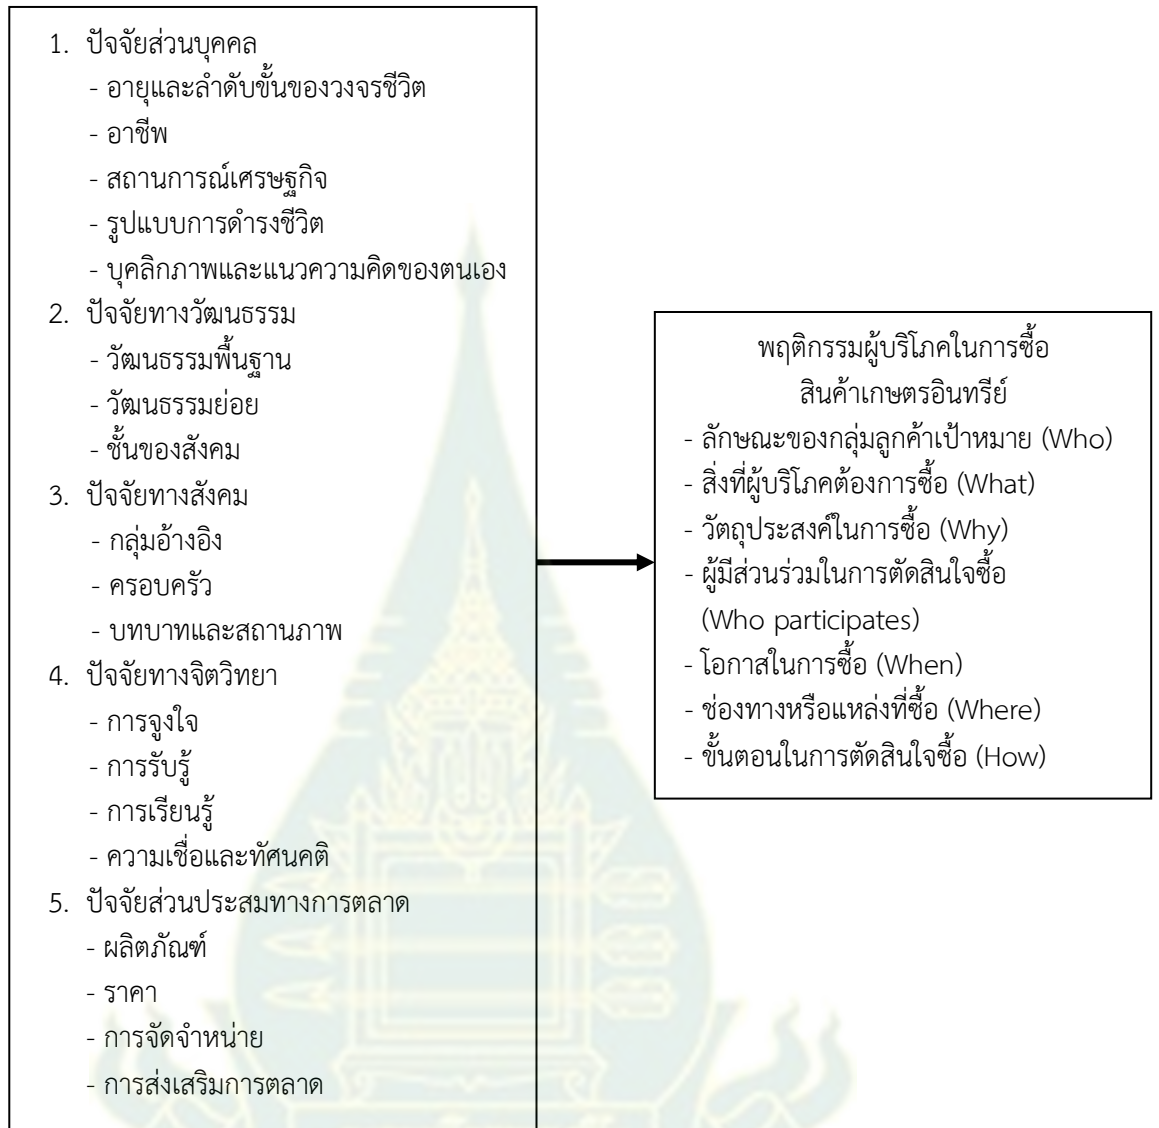 1. ปัจจัยส่วนบุคคล
- อายุและลำดับขั้นของวงจรชีวิต
- อาชีพ
- สถานการณ์เศรษฐกิจ
- รูปแบบการดำรงชีวิต
- บุคลิกภาพและแนวความคิดของตนเอง
2. ปัจจัยทางวัฒนธรรม
- วัฒนธรรมพื้นฐาน
- วัฒนธรรมย่อย
- ชั้นของสังคม
3. ปัจจัยทางสังคม
- กลุ่มอ้างอิง
- ครอบครัว
- บทบาทและสถานภาพ
4. ปัจจัยทางจิตวิทยา
- การจูงใจ
- การรับรู้
- การเรียนรู้
- ความเชื่อและทัศนคติ
5. ปัจจัยส่วนประสมทางการตลาด
- ผลิตภัณฑ์
- ราคา
- การจัดจำหน่าย
- การส่งเสริมการตลาด
พฤติกรรมผู้บริโภคในการซื้อ
สินค้าเกษตรอินทรีย์
- ลักษณะของกลุ่มลูกค้าเป้าหมาย (Who)
- สิ่งที่ผู้บริโภคต้องการซื้อ (What)
- วัตถุประสงค์ในการซื้อ (Why)
- ผู้มีส่วนร่วมในการตัดสินใจซื้อ
(Who participates)
- โอกาสในการซื้อ (When)
- ช่องทางหรือแหล่งที่ซื้อ (Where)
- ขั้นตอนในการตัดสินใจซื้อ (How)